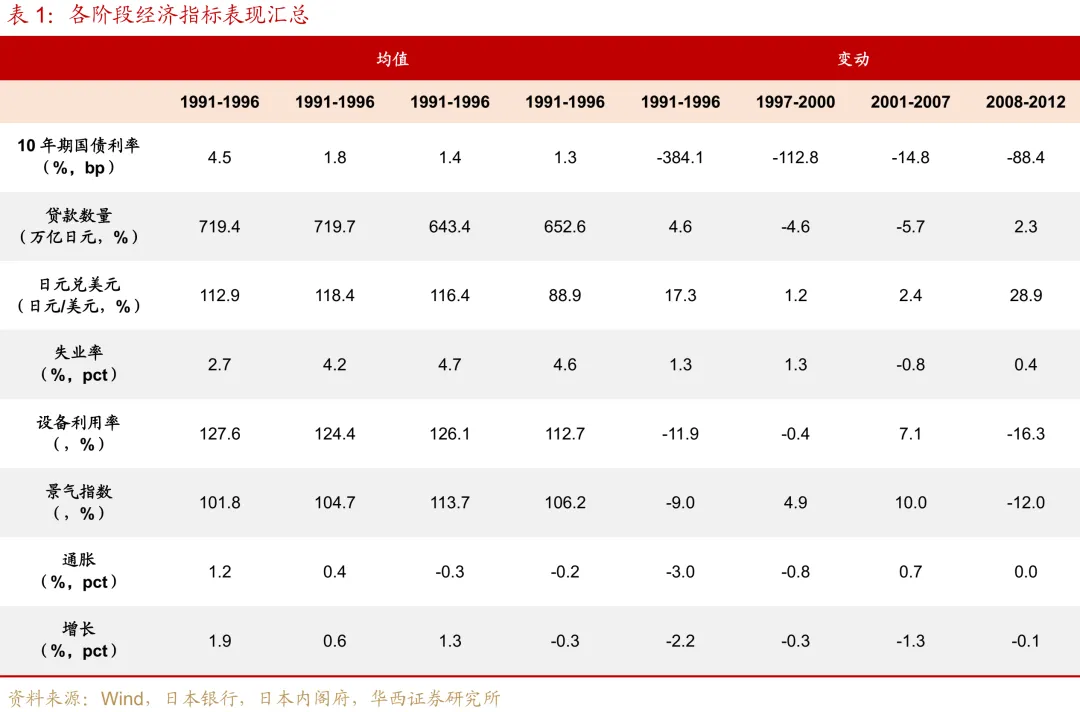 表 1：各阶段经济指标表现汇总
均值 变动
1991-1996 1991-1996 1991-1996 1991-1996 1991-1996 1997-2000 2001-2007 2008-2012
10 年期国债利率
（%，bp） 4.5 1.8 1.4 1.3 -384.1 -112.8 -14.8 -88.4
贷款数量
（万亿日元，%） 719.4 719.7 643.4 652.6 4.6 -4.6 -5.7 2.3
日元兑美元
（日元/美元，%） 112.9 118.4 116.4 88.9 17.3 1.2 2.4 28.9
失业率
（%，pct） 2.7 4.2 4.7 4.6 1.3 1.3 -0.8 0.4
设备利用率
（，%） 127.6 124.4 126.1 112.7 -11.9 -0.4 7.1 -16.3
景气指数
（，%） 101.8 104.7 113.7 106.2 -9.0 4.9 10.0 -12.0
通胀
（%，pct） 1.2 0.4 -0.3 -0.2 -3.0 -0.8 0.7 0.0
增长
（%，pct） 1.9 0.6 1.3 -0.3 -2.2 -0.3 -1.3 -0.1
资料来源：Wind，日本银行，日本内阁府，华西证券研究所